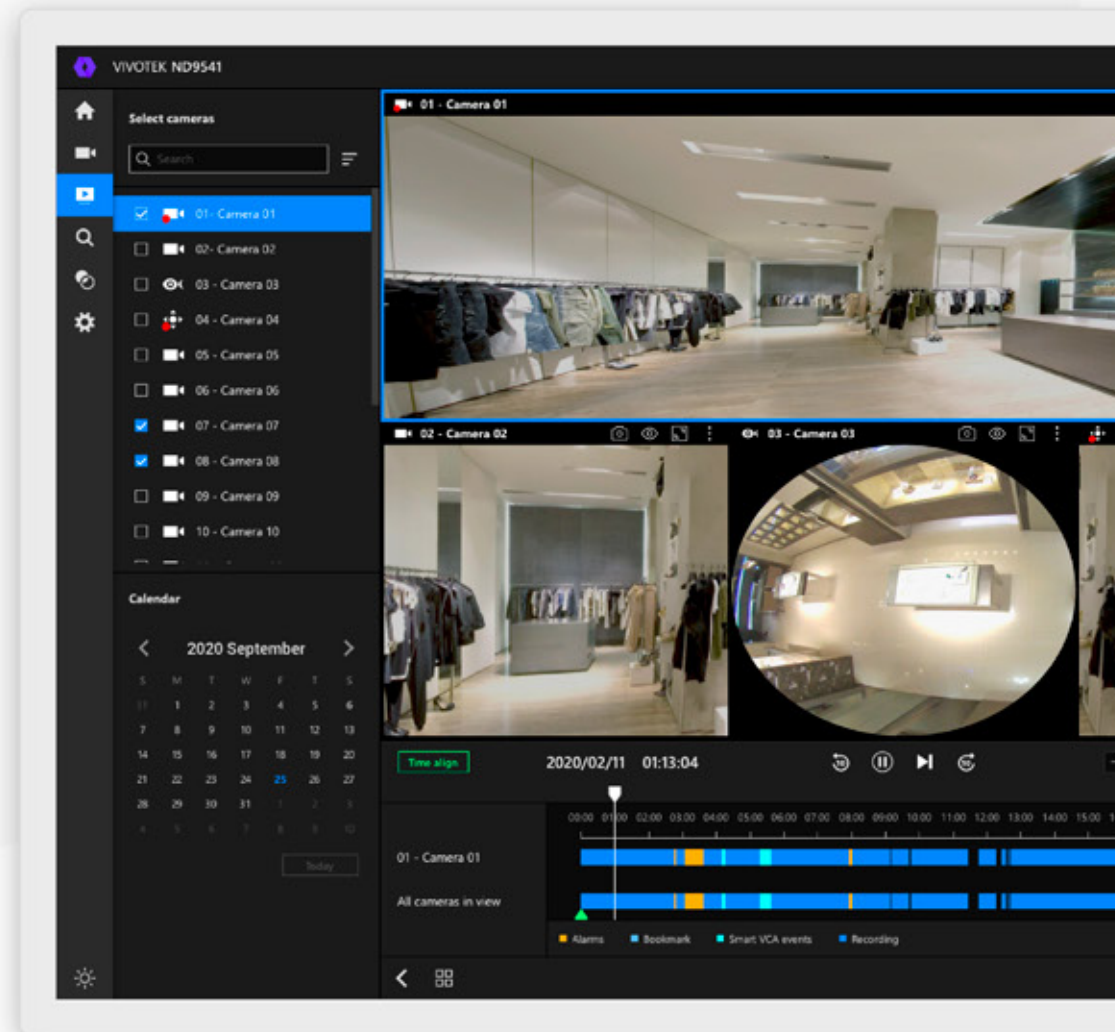 VIVOTEK ND9541
Select cameras
Search
01- Camera 01
02- Camera 02
03 - Camera 03
04 - Camera 04
05 - Camera 05
06 - Camera 06
07 - Camera 07
08 - Camera 08
09 - Camera 09
10 - Camera 10
Calendar
2020 September
S M T W F T S
31 1 2 3 4 5 6
7 8 9 10 11 12 13
14 15 16 17 18 19 20
21 22 23 24 25 26 27
28 29 30 31 1 2 3
4 5 6 7 8 9 10
Today
01 - Camera 01
02 - Camera 02
03 - Camera 03
Time align
2020/02/11 01:13:04
00:00 01:00 02:00 03:00 04:00 05:00 06:00 07:00 08:00 09:00 10:00 11:00 12:00 13:00 14:00 15:00
01 - Camera 01
All cameras in view
Alarms Bookmark Smart VCA events Recording